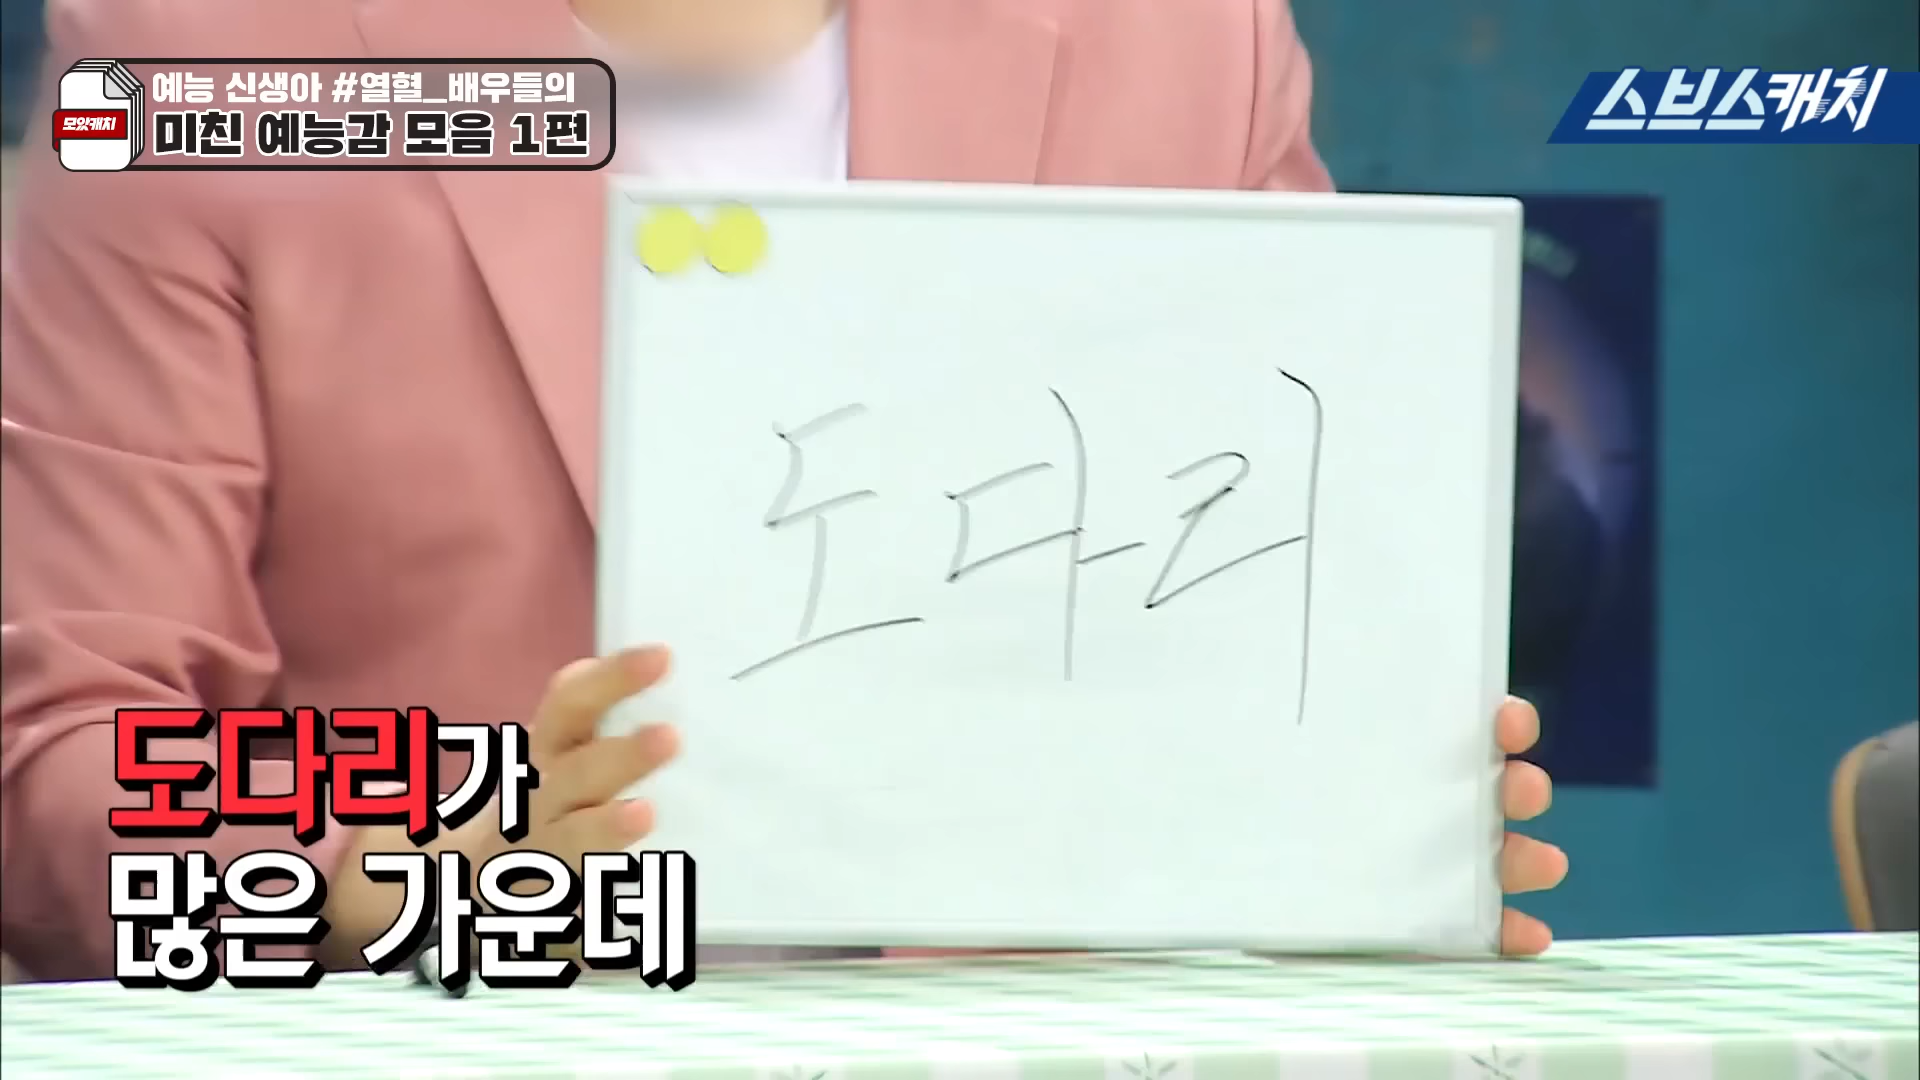 예능 신생아 #열혈_배우들의
모았캐치
미친 예능감 모음 1편
스브스캐치
도다리
도다리가
많은 가운데